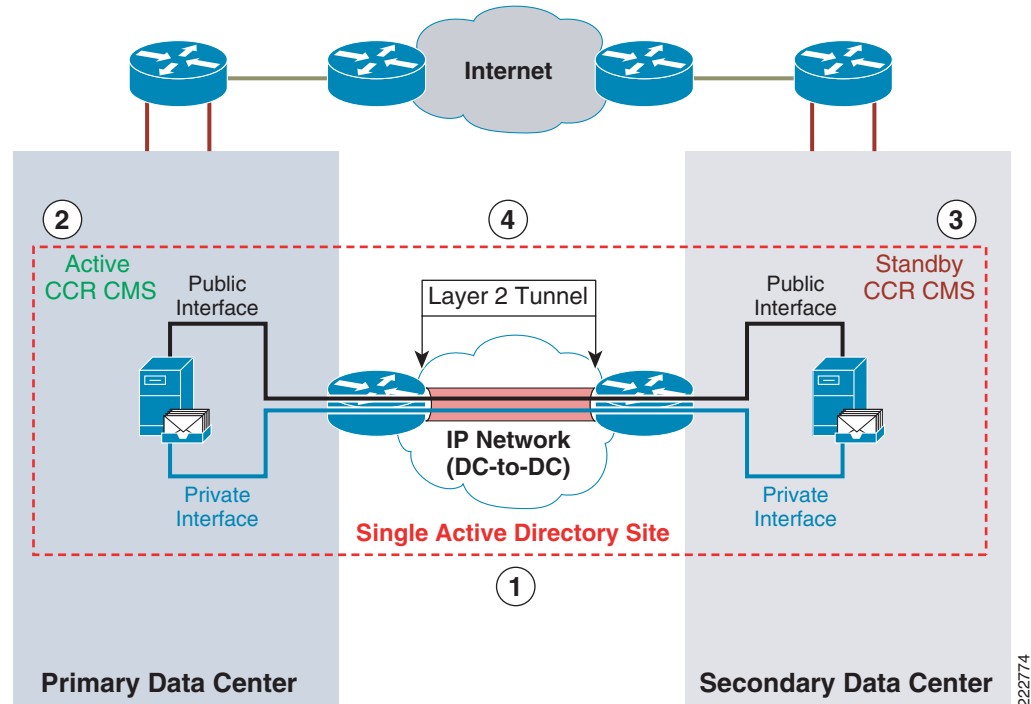 Internet
2
4
3
Active
CCR CMS
Public
Interface
Layer 2 Tunnel
Public
Interface
Standby
CCR CMS
IP Network
(DC-to-DC)
Private
Interface
Private
Interface
Single Active Directory Site
1
Primary Data Center
Secondary Data Center
222774